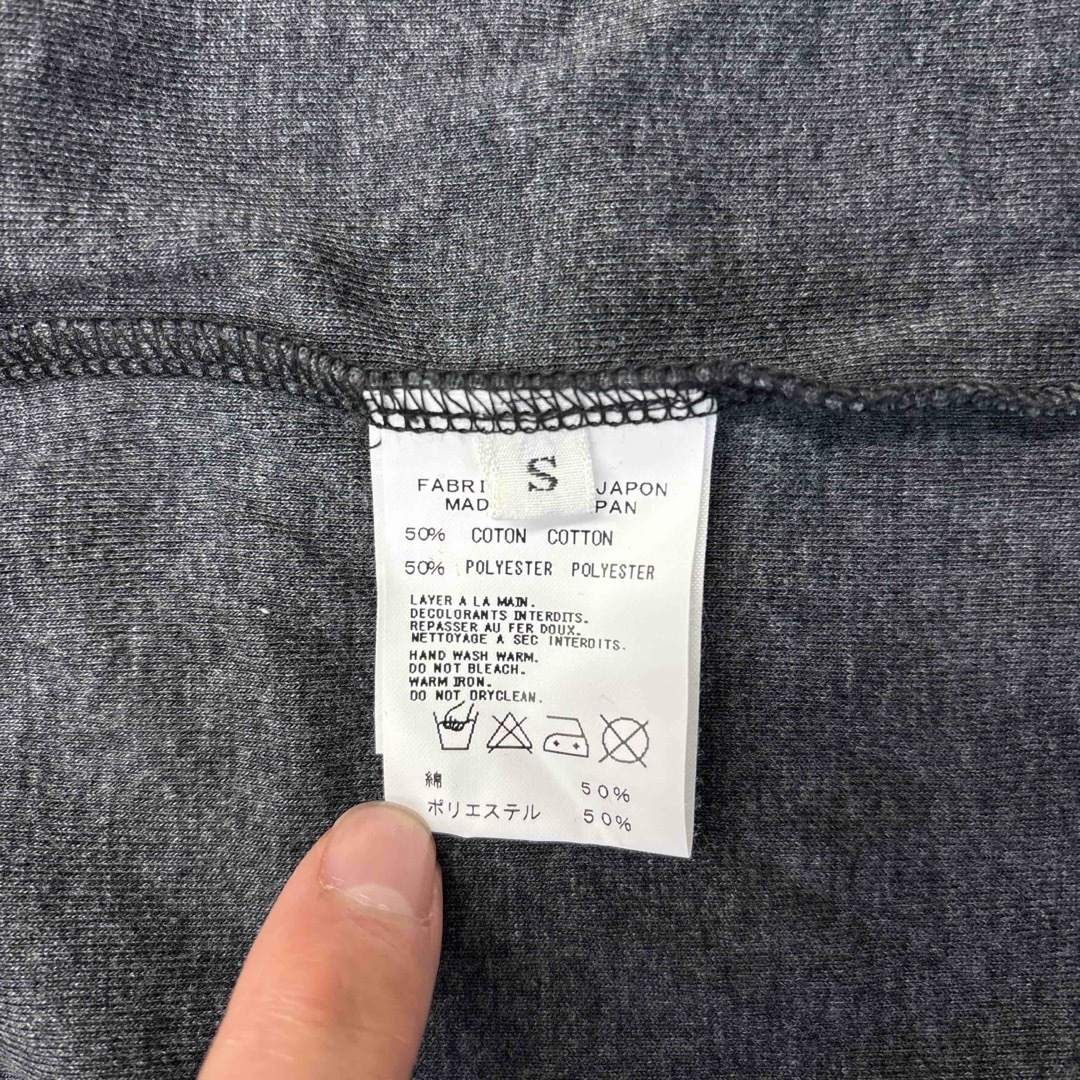 S
FABRI JAPON
MAD PAN
50% COTON COTTON
50% POLYESTER POLYESTER
LAYER A LA MAIN.
DECOLORANTS INTERDITS.
REPASSER AU FER DOUX.
NETTOYAGE A SEC INTERDITS.
HAND WASH WARM.
DO NOT BLEACH.
WARM IRON.
DO NOT DRYCLEAN.
綿 50%
ポリエステル 50%